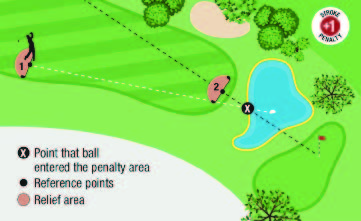 STROKE
+1
PENALTY
1
2
X
X Point that ball
entered the penalty area
Reference points
Relief area